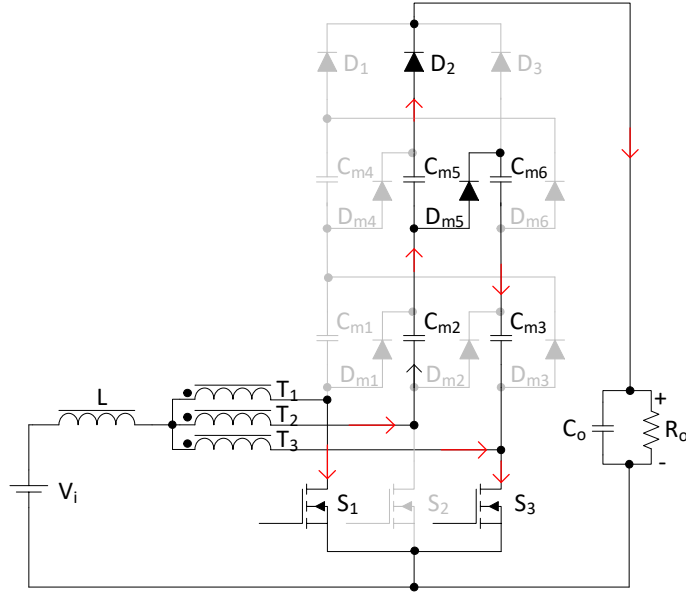 D₁ D₂ D₃
Cₘ₄ Cₘ₅ Cₘ₆
Dₘ₄ Dₘ₅ Dₘ₆
Cₘ₁ Cₘ₂ Cₘ₃
Dₘ₁ Dₘ₂ Dₘ₃
T₁
L T₂
T₃
+
Cₒ Rₒ
-
Vᵢ
S₁ S₂ S₃